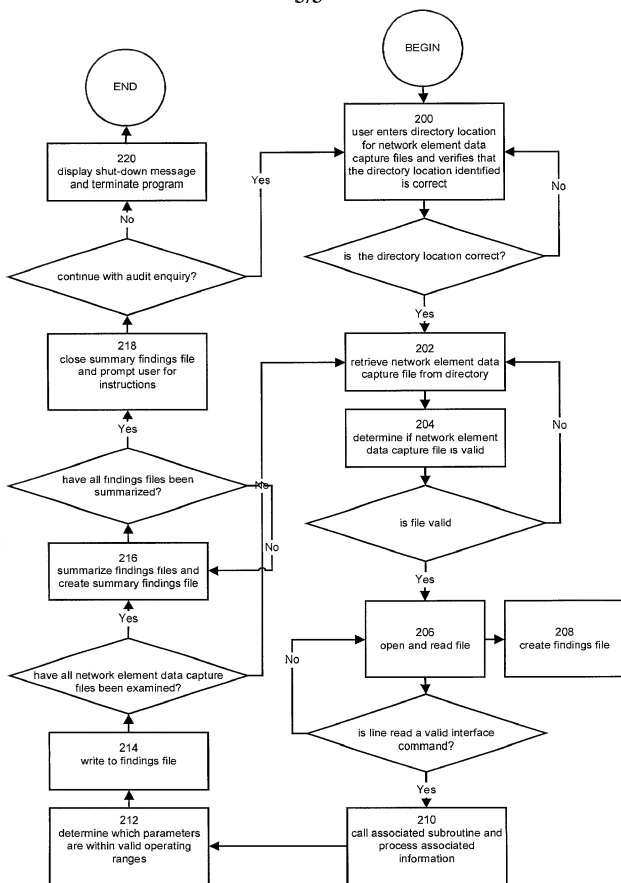 BEGIN
200
user enters directory location
for network element data
capture files and verifies that
the directory location identified
is correct
No
is the directory location correct?
Yes
202
retrieve network element data
capture file from directory
204
determine if network element
data capture file is valid
No
is file valid
Yes
206
open and read file
208
create findings file
No
is line read a valid interface
command?
Yes
210
call associated subroutine and
process associated
information
212
determine which parameters
are within valid operating
ranges
214
write to findings file
have all network element data capture
files been examined?
No
Yes
216
summarize findings files and
create summary findings file
have all findings files been
summarized?
No
Yes
218
close summary findings file
and prompt user for
instructions
continue with audit enquiry?
Yes
No
220
display shut-down message
and terminate program
END